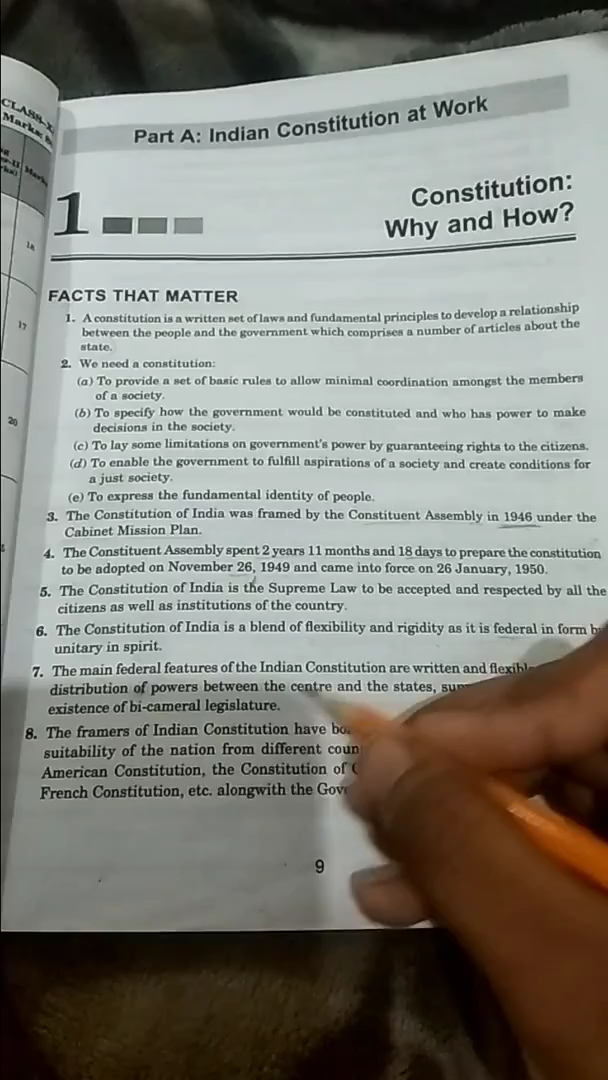 CLASS-X
Marks: 8
Marks
18
17
20
Part A: Indian Constitution at Work
1
Constitution:
Why and How?
FACTS THAT MATTER
1. A constitution is a written set of laws and fundamental principles to develop a relationship
between the people and the government which comprises a number of articles about the
state.
2. We need a constitution:
(a) To provide a set of basic rules to allow minimal coordination amongst the members
of a society.
(b) To specify how the government would be constituted and who has power to make
decisions in the society.
(c) To lay some limitations on government's power by guaranteeing rights to the citizens.
(d) To enable the government to fulfill aspirations of a society and create conditions for
a just society.
(e) To express the fundamental identity of people.
3. The Constitution of India was framed by the Constituent Assembly in 1946 under the
Cabinet Mission Plan.
4. The Constituent Assembly spent 2 years 11 months and 18 days to prepare the constitution
to be adopted on November 26, 1949 and came into force on 26 January, 1950.
5. The Constitution of India is the Supreme Law to be accepted and respected by all the
citizens as well as institutions of the country.
6. The Constitution of India is a blend of flexibility and rigidity as it is federal in form
unitary in spirit.
7. The main federal features of the Indian Constitution are written and
distribution of powers between the centre and the states,
existence of bi-cameral legislature.
8. The framers of Indian Constitution have
suitability of the nation from different
American Constitution, the Constitution of
French Constitution, etc. alongwith the
9